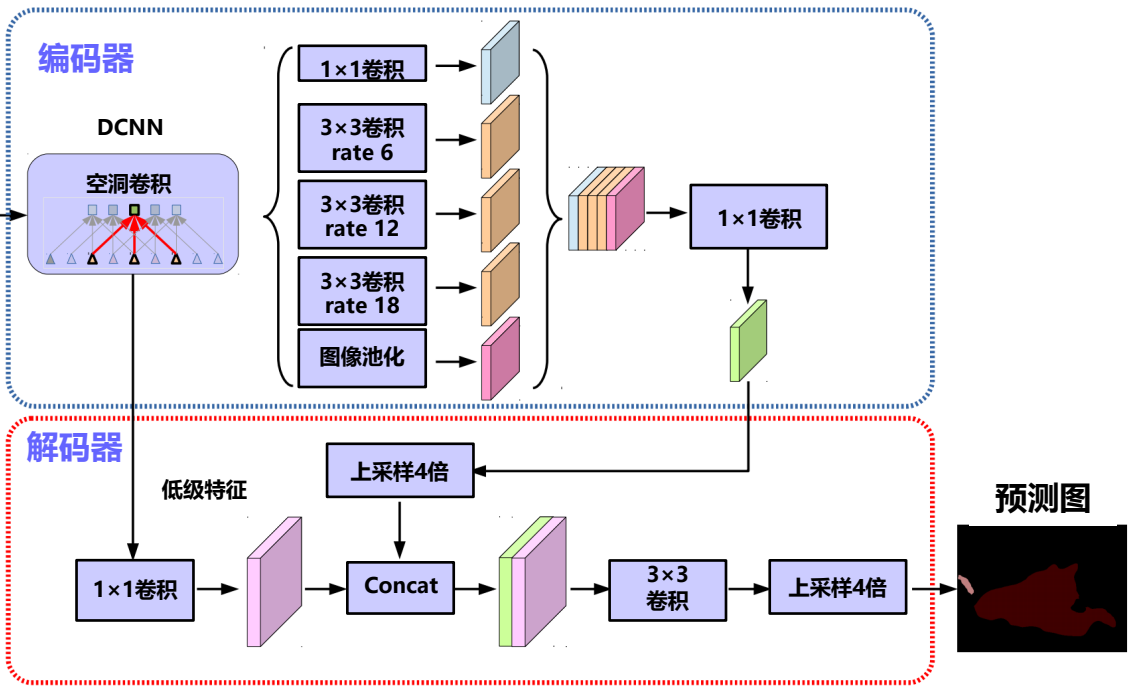 编码器
DCNN
空洞卷积
1×1卷积
3×3卷积
rate 6
3×3卷积
rate 12
3×3卷积
rate 18
图像池化
1×1卷积
解码器
低级特征
上采样4倍
1×1卷积
Concat
3×3
卷积
上采样4倍
预测图